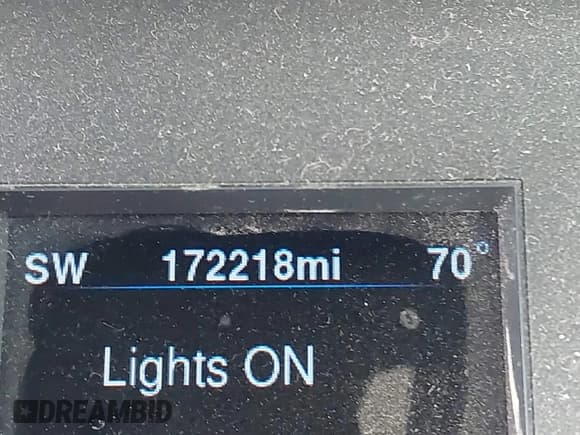 SW 172218mi 70°
Lights ON
DREAMBID